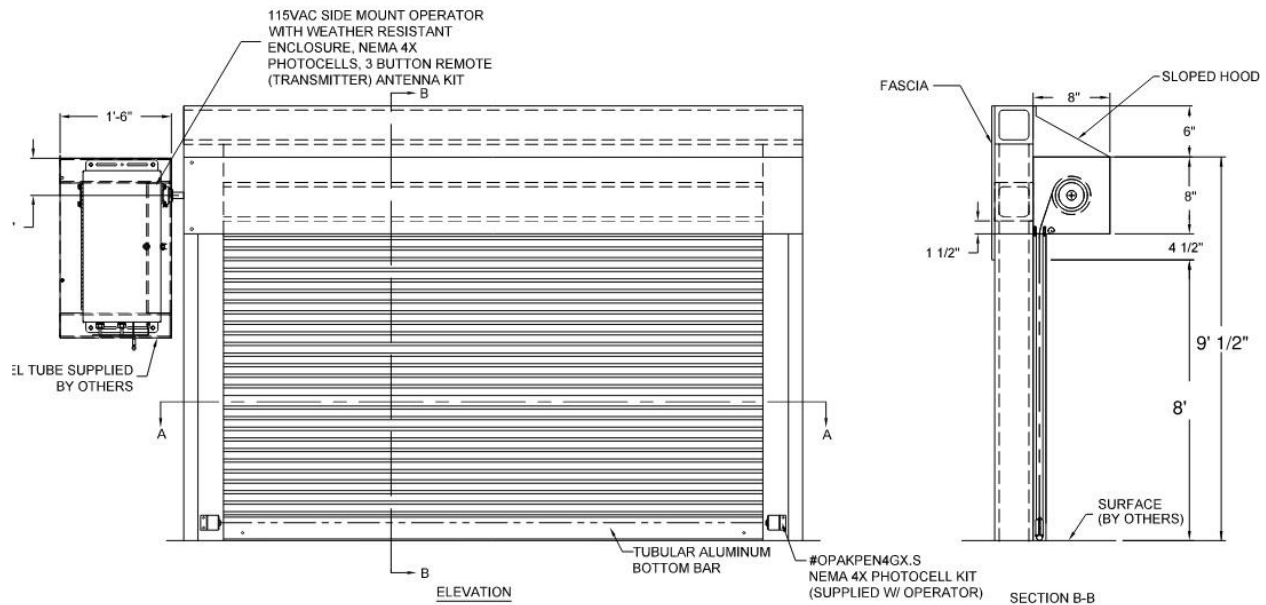 115VAC SIDE MOUNT OPERATOR
WITH WEATHER RESISTANT
ENCLOSURE, NEMA 4X
PHOTOCELLS, 3 BUTTON REMOTE
(TRANSMITTER) ANTENNA KIT
B
1'-6"
EL TUBE SUPPLIED
BY OTHERS
A
A
TUBULAR ALUMINUM
BOTTOM BAR
#OPAKPEN4GX.S
NEMA 4X PHOTOCELL KIT
(SUPPLIED W/ OPERATOR)
B
ELEVATION
FASCIA
SLOPED HOOD
8"
6"
8"
1 1/2"
4 1/2"
9' 1/2"
8'
SURFACE
(BY OTHERS)
SECTION B-B